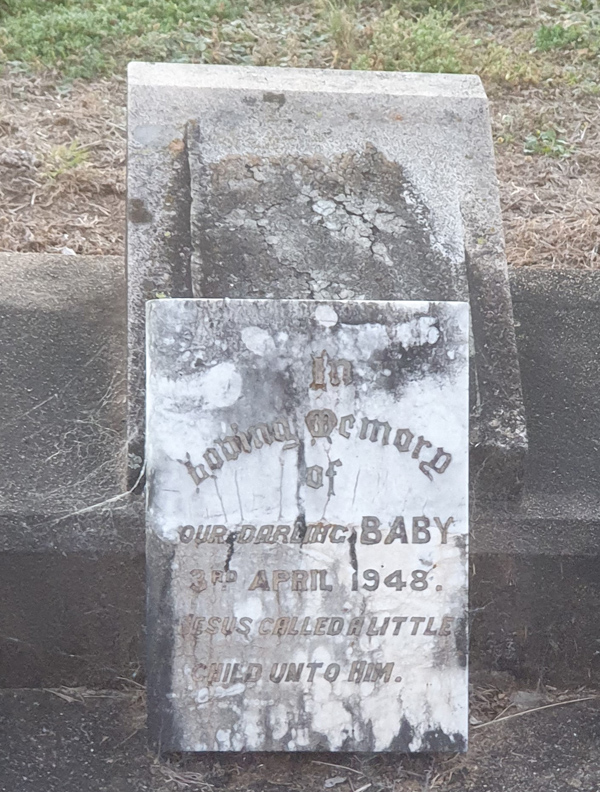 In
Loving Memory
of
OUR DARLING BABY
3RD APRIL 1948.
JESUS CALLED A LITTLE
CHILD UNTO HIM.